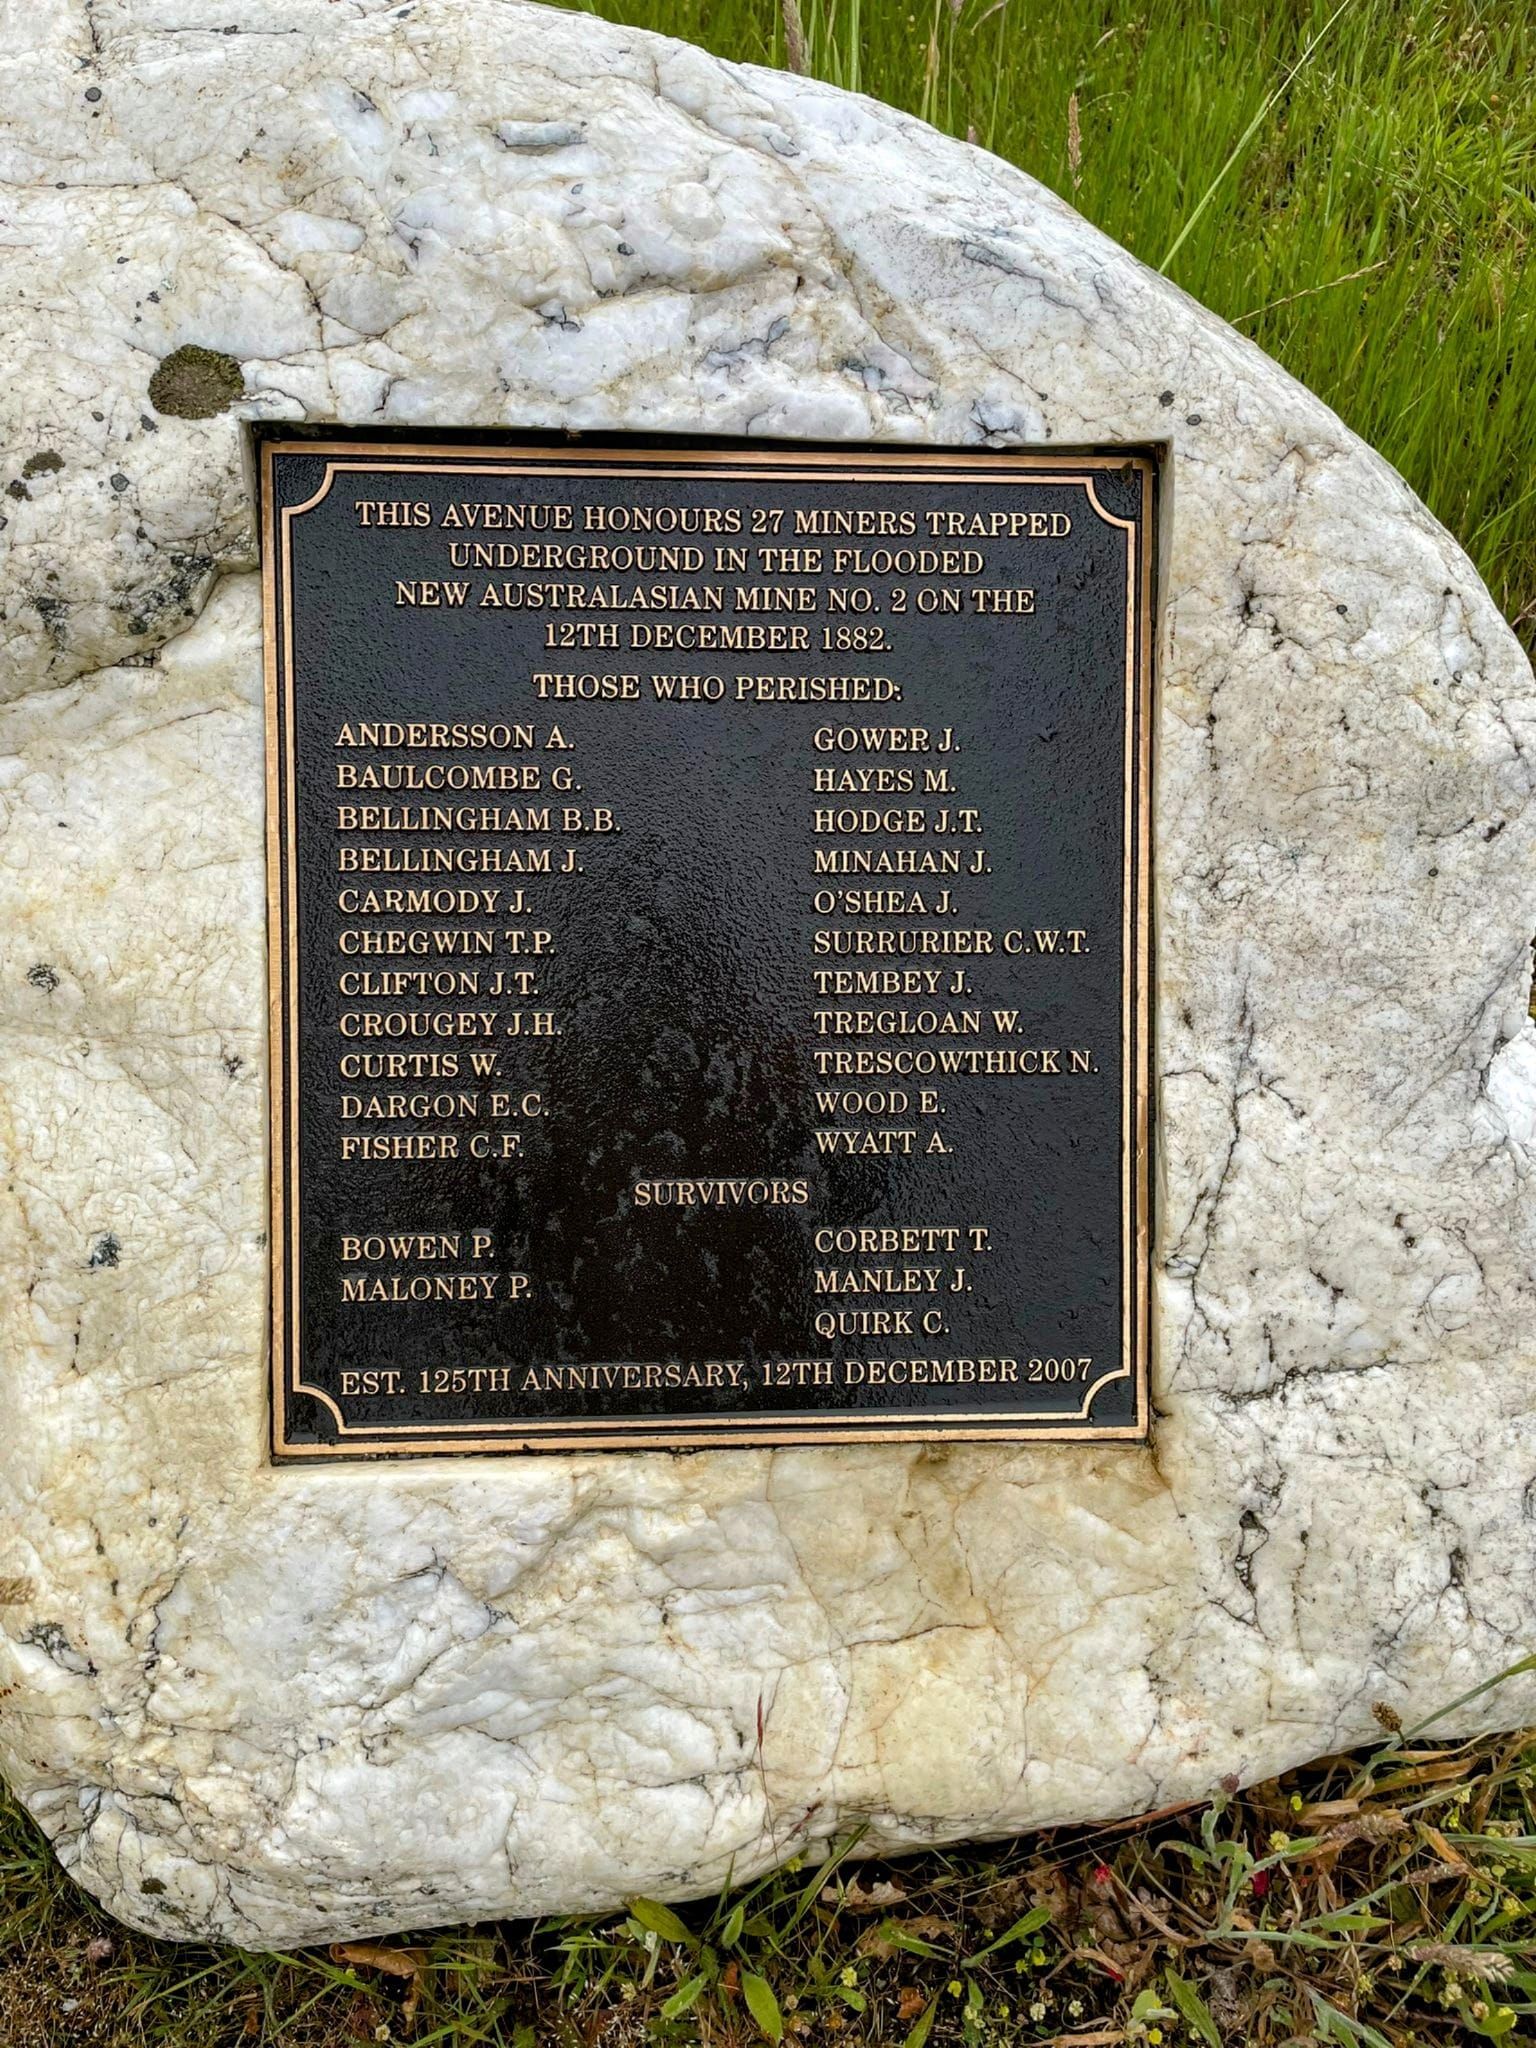 THIS AVENUE HONOURS 27 MINERS TRAPPED
UNDERGROUND IN THE FLOODED
NEW AUSTRALASIAN MINE NO. 2 ON THE
12TH DECEMBER 1882.
THOSE WHO PERISHED:
ANDERSSON A.
BAULCOMBE G.
BELLINGHAM B.B.
BELLINGHAM J.
CARMODY J.
CHEGWIN T.P.
CLIFTON J.T.
CROUGEY J.H.
CURTIS W.
DARGON E.C.
FISHER C.F.
GOWER J.
HAYES M.
HODGE J.T.
MINAHAN J.
O'SHEA J.
SURRURIER C.W.T.
TEMBEY J.
TREGLOAN W.
TRESCOWTHICK N.
WOOD E.
WYATT A.
SURVIVORS
BOWEN P.
MALONEY P.
CORBETT T.
MANLEY J.
QUIRK C.
EST. 125TH ANNIVERSARY, 12TH DECEMBER 2007